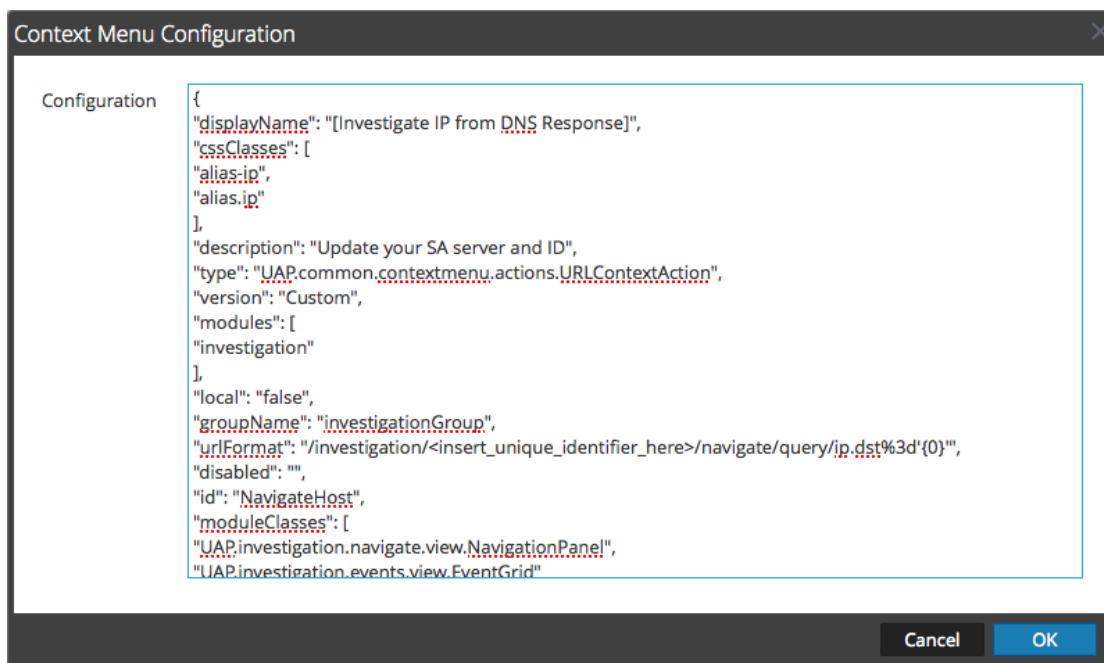 Context Menu Configuration
Configuration
{
"displayName": "[Investigate IP from DNS Response]",
"cssClasses": [
"alias-ip",
"alias.ip"
],
"description": "Update your SA server and ID",
"type": "UAP.common.contextmenu.actions.URLContextAction",
"version": "Custom",
"modules": [
"investigation"
],
"local": "false",
"groupName": "investigationGroup",
"urlFormat": "/investigation/<insert_unique_identifier_here>/navigate/query/ip.dst%3d'{0}'",
"disabled": "",
"id": "NavigateHost",
"moduleClasses": [
"UAP.investigation.navigate.view.NavigationPanel",
"UAP.investigation.events.view.EventGrid"
Cancel OK